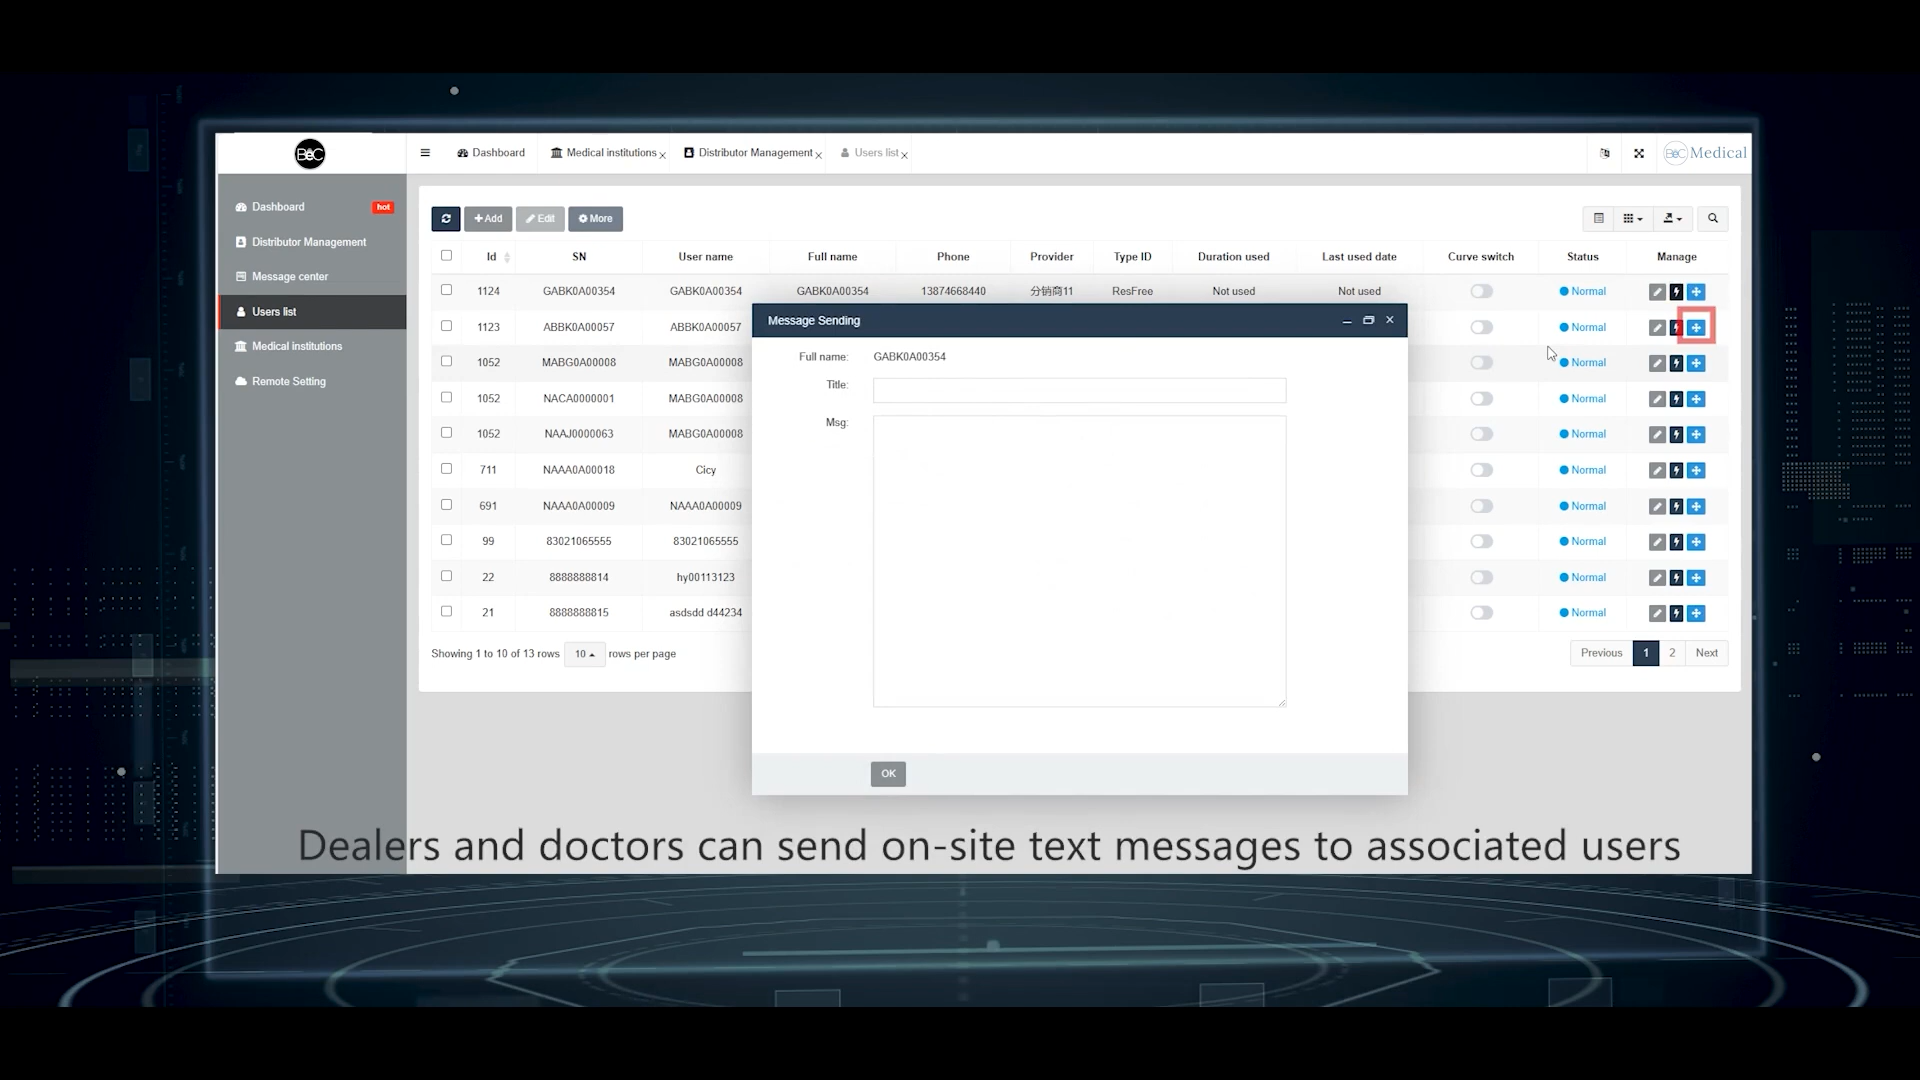 BeC
Dashboard
Medical institutions
Distributor Management
Users list
BeC Medical
Dashboard hot
Distributor Management
Message center
Users list
Medical institutions
Remote Setting
Add
Edit
More
Id SN User name Full name Phone Provider Type ID Duration used Last used date Curve switch Status Manage
1124 GABK0A00354 GABK0A00354 GABK0A00354 13874668440 分销商11 ResFree Not used Not used Normal
1123 ABBK0A00057 ABBK0A00057 Normal
1052 MABG0A00008 MABG0A00008 Normal
1052 NACA0000001 MABG0A00008 Normal
1052 NAAJ0000063 MABG0A00008 Normal
711 NAAA0A00018 Cicy Normal
691 NAAA0A00009 NAAA0A00009 Normal
99 83021065555 83021065555 Normal
22 8888888814 hy00113123 Normal
21 8888888815 asdsdd d44234 Normal
Showing 1 to 10 of 13 rows 10 rows per page
Previous 1 2 Next
Message Sending
Full name: GABK0A00354
Title:
Msg:
OK
Dealers and doctors can send on-site text messages to associated users